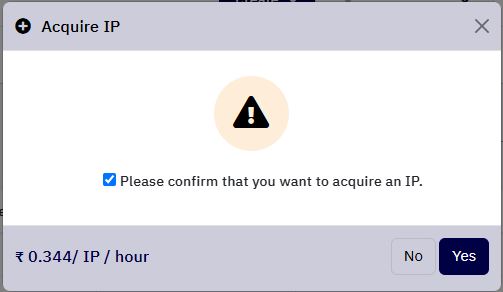 Acquire IP
Please confirm that you want to acquire an IP.
₹ 0.344/ IP / hour
No
Yes